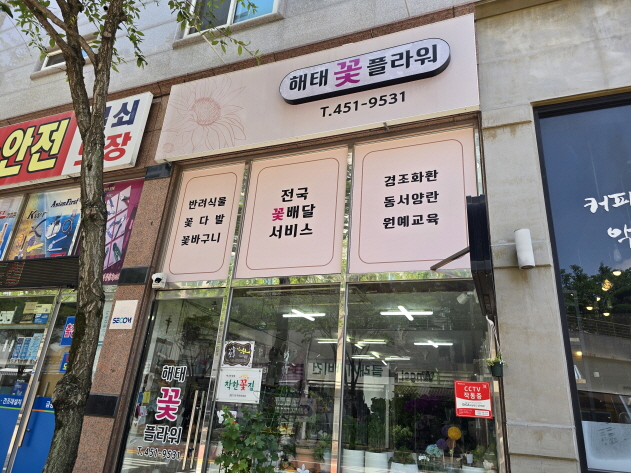 해태 꽃 플라워
T.451-9531
안전
반려식물
꽃 다 발
꽃바구니
전국
꽃배달
서비스
경조화환
동서양란
원예교육
커피
SECOM
해태
꽃
플라워
T.451-9531
착한꽃집
CCTV
작동중